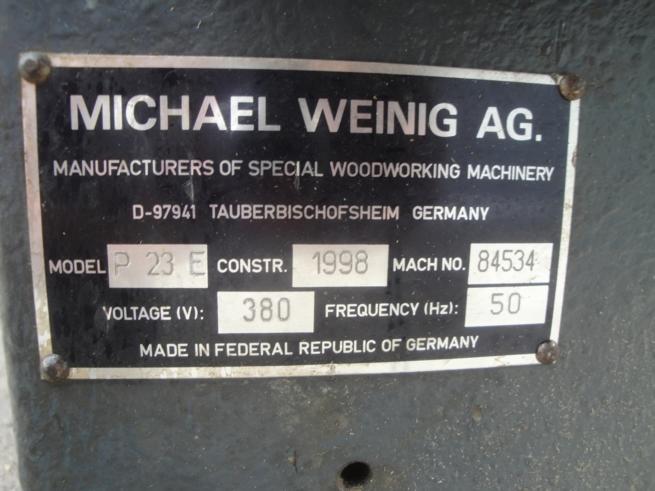 MICHAEL WEINIG AG.
MANUFACTURERS OF SPECIAL WOODWORKING MACHINERY
D-97941 TAUBERBISCHOFSHEIM GERMANY
MODEL P 23 E CONSTR. 1998 MACH NO. 84534
VOLTAGE (V): 380 FREQUENCY (Hz): 50
MADE IN FEDERAL REPUBLIC OF GERMANY